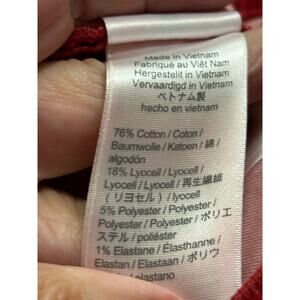 Made in Vietnam
Fabriqué au Viêt Nam
Hergestellt in Vietnam
Vervaardigd in Vietnam
ベトナム製
hecho en vietnam
76% Cotton / Coton /
Baumwolle / Katoen / 綿 /
algodón
18% Lyocell / Lyocell /
Lyocell / Lyocell / 再生繊維
(リヨセル) / lyocell
5% Polyester / Polyester /
Polyester / Polyester / ポリエ
ステル / poliéster
1% Elastane / Elasthanne /
Elastan / Elastaan / ポリウ
/ elastano